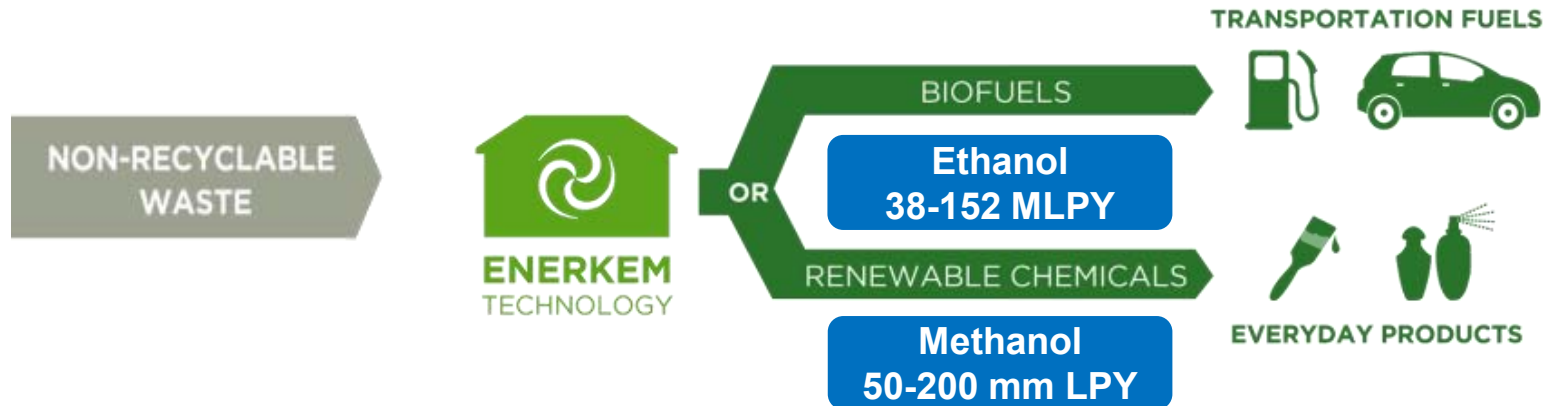 TRANSPORTATION FUELS
BIOFUELS
NON-RECYCLABLE
WASTE
Ethanol
38-152 MLPY
OR
ENERKEM
TECHNOLOGY
RENEWABLE CHEMICALS
EVERYDAY PRODUCTS
Methanol
50-200 mm LPY